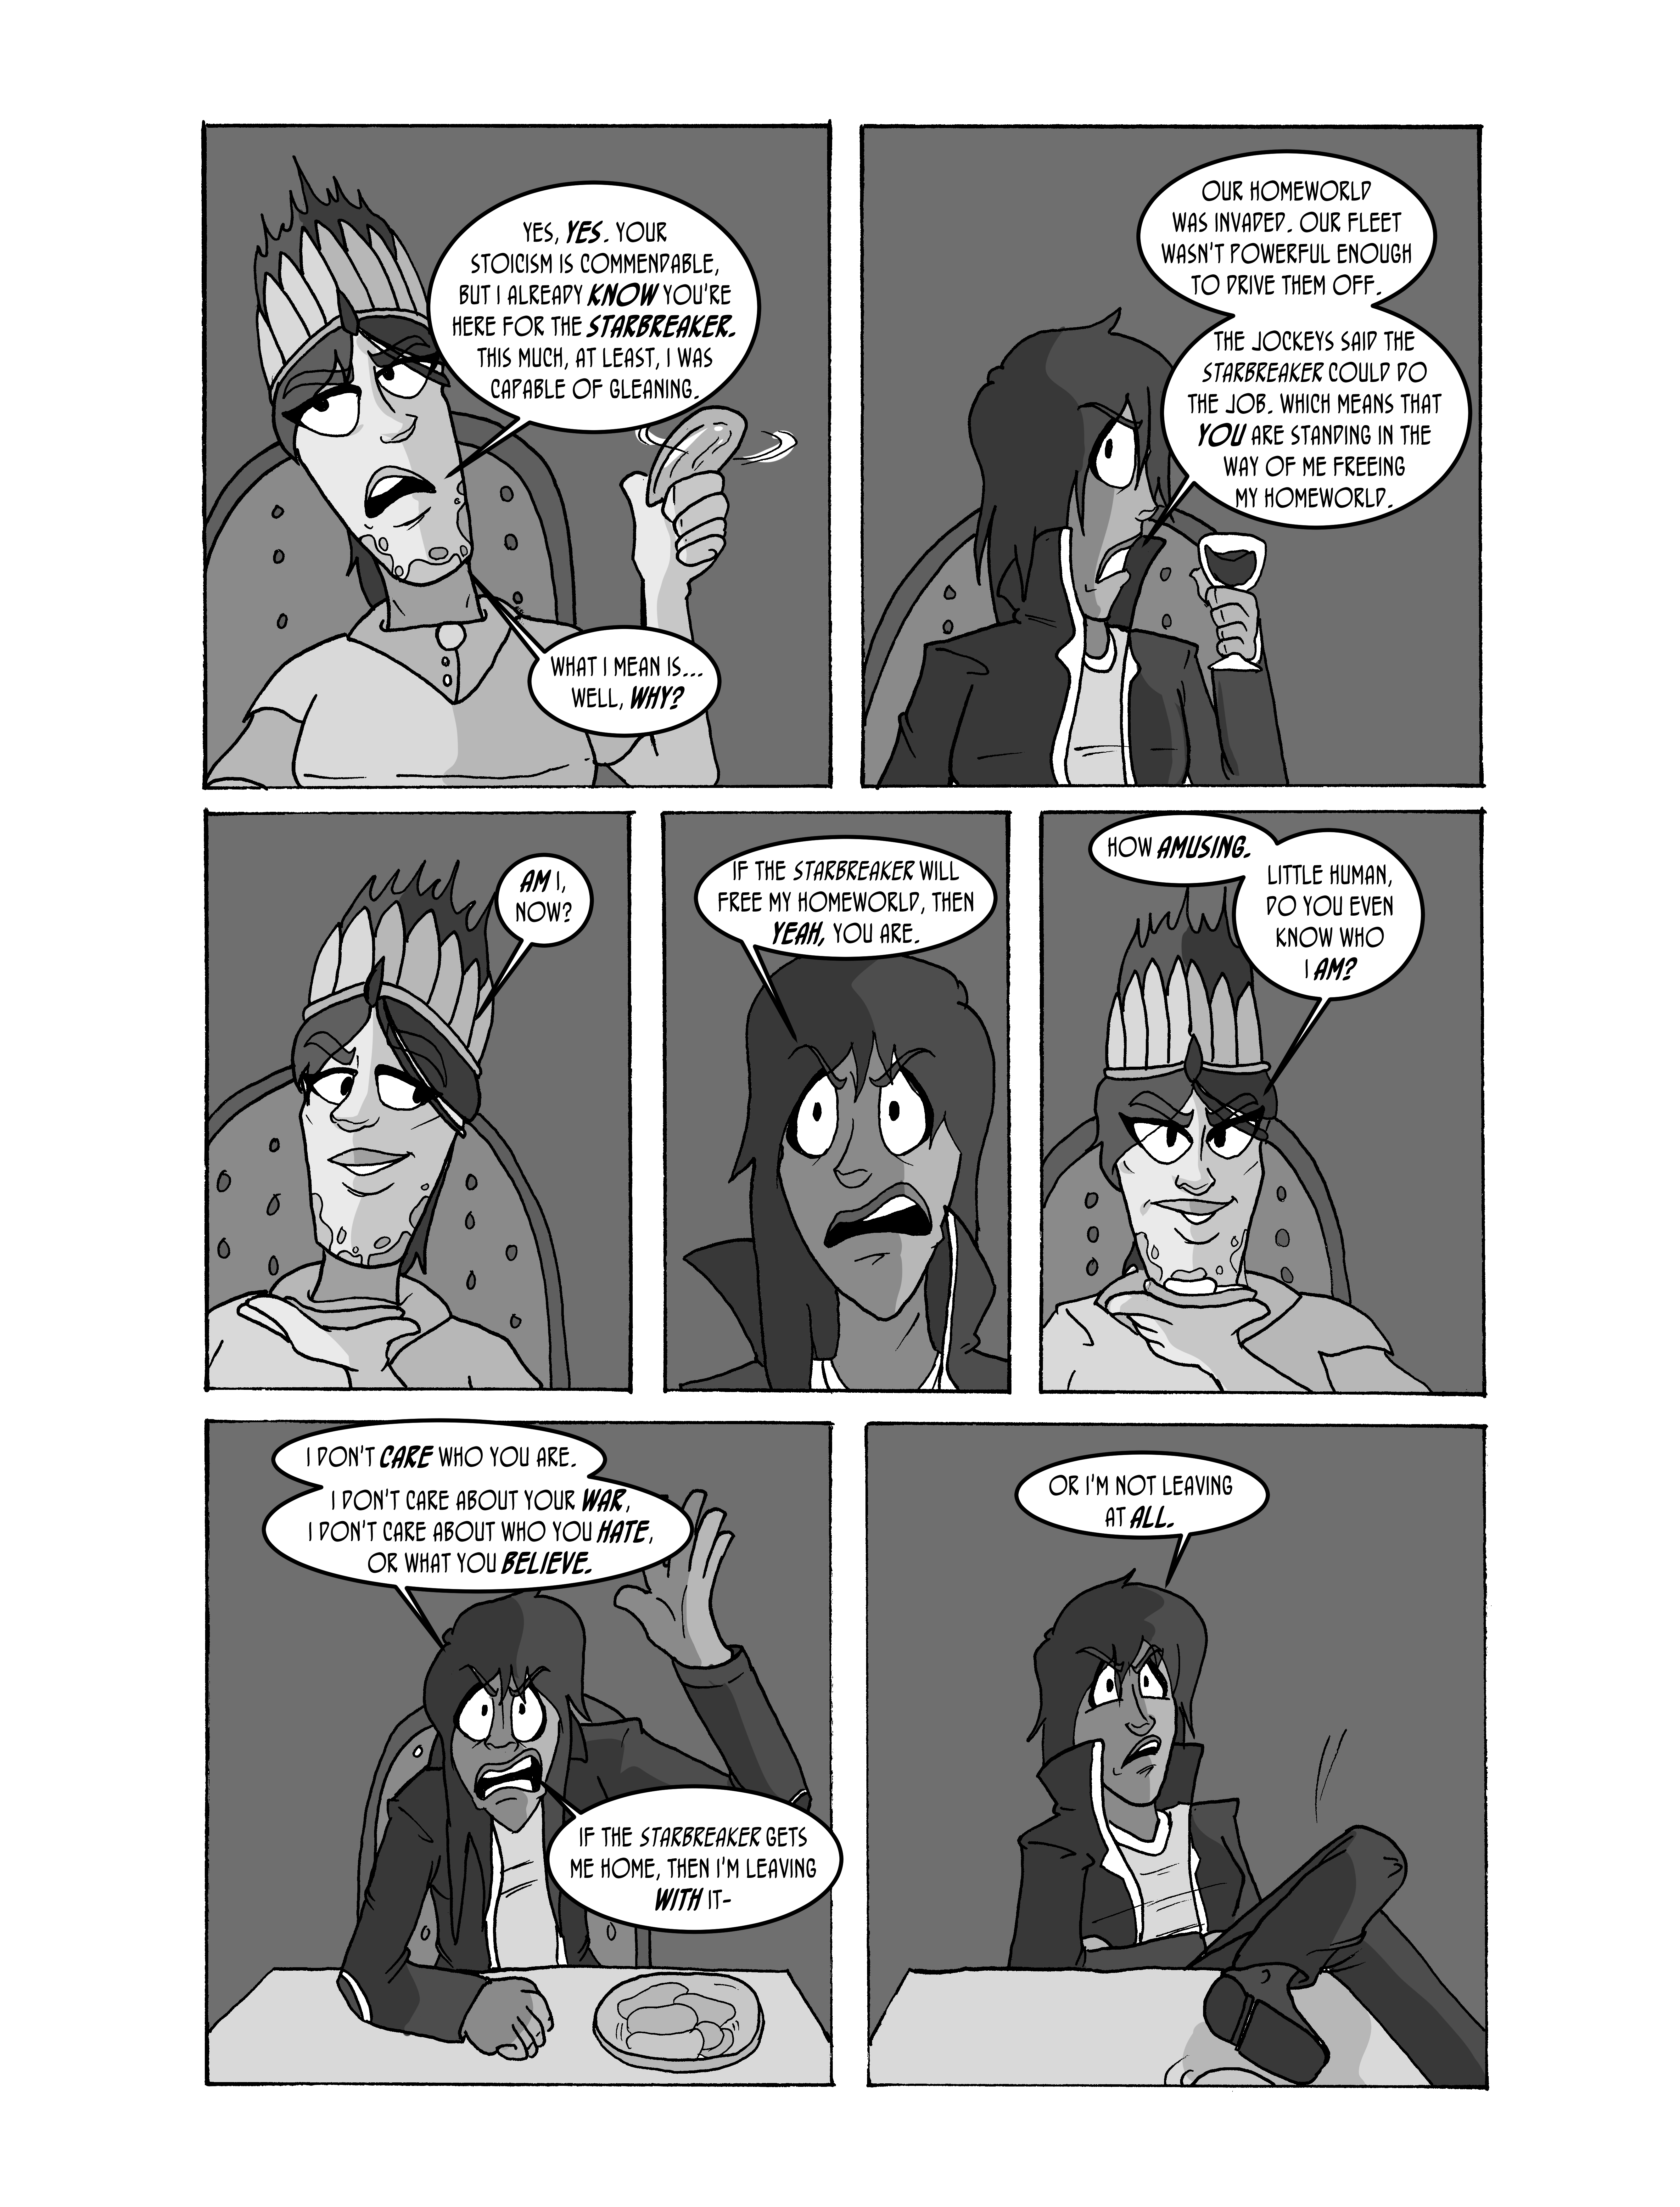 YES, YES. YOUR
STOICISM IS COMMENDABLE,
BUT I ALREADY KNOW YOU'RE
HERE FOR THE STARBREAKER.
THIS MUCH, AT LEAST, I WAS
CAPABLE OF GLEANING.
WHAT I MEAN IS...
WELL, WHY?
OUR HOMEWORLD
WAS INVADED. OUR FLEET
WASN'T POWERFUL ENOUGH
TO DRIVE THEM OFF.
THE JOCKEYS SAID THE
STARBREAKER COULD DO
THE JOB. WHICH MEANS THAT
YOU ARE STANDING IN THE
WAY OF ME FREEING
MY HOMEWORLD.
AM I,
NOW?
IF THE STARBREAKER WILL
FREE MY HOMEWORLD, THEN
YEAH, YOU ARE.
HOW AMUSING.
LITTLE HUMAN,
DO YOU EVEN
KNOW WHO
I AM?
I DON'T CARE WHO YOU ARE.
I DON'T CARE ABOUT YOUR WAR,
I DON'T CARE ABOUT WHO YOU HATE,
OR WHAT YOU BELIEVE.
IF THE STARBREAKER GETS
ME HOME, THEN I'M LEAVING
WITH IT-
OR I'M NOT LEAVING
AT ALL.